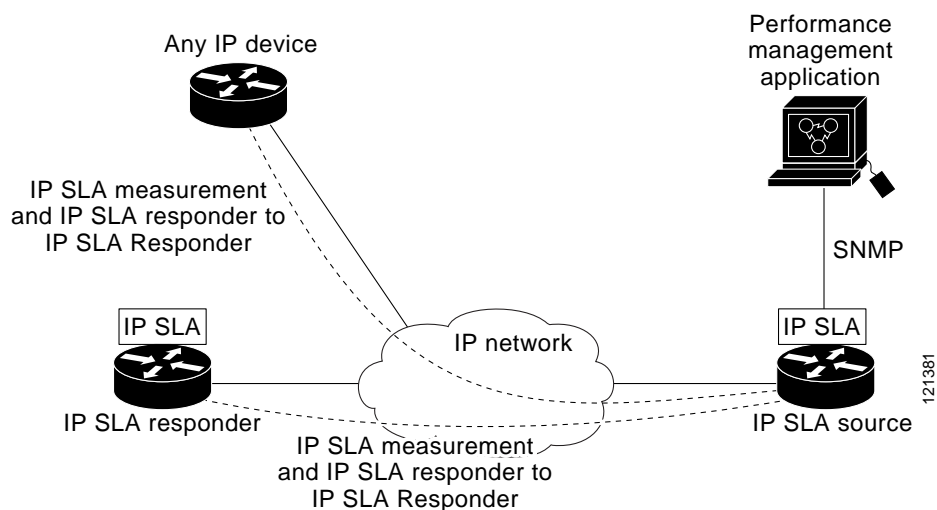 Any IP device
Performance
management
application
IP SLA measurement
and IP SLA responder to
IP SLA Responder
SNMP
IP SLA
IP network
IP SLA
IP SLA responder
IP SLA source
121381
IP SLA measurement
and IP SLA responder to
IP SLA Responder